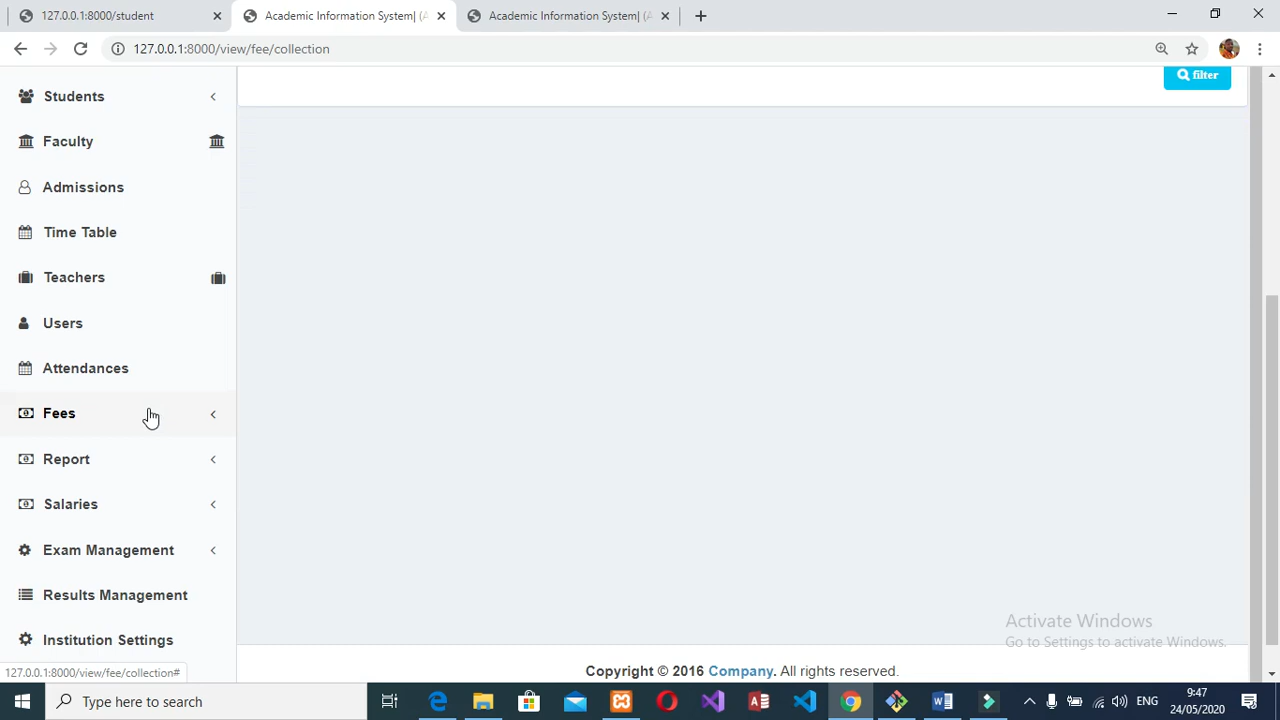 127.0.0.1:8000/student
Academic Information System| (A
Academic Information System| (A
127.0.0.1:8000/view/fee/collection
filter
Students
Faculty
Admissions
Time Table
Teachers
Users
Attendances
Fees
Report
Salaries
Exam Management
Results Management
Institution Settings
Activate Windows
Go to Settings to activate Windows.
127.0.0.1:8000/view/fee/collection#
Copyright © 2016 Company. All rights reserved.
Type here to search
ENG
9:47
24/05/2020